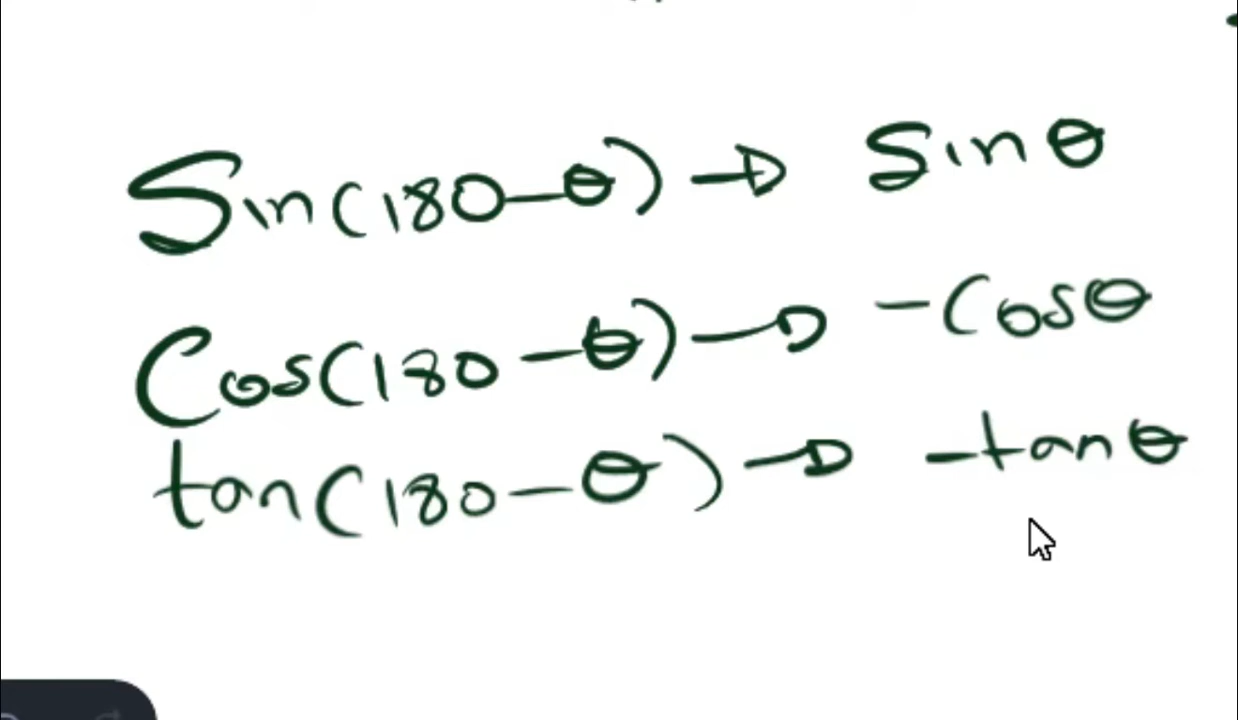 Sin(180-θ) → Sinθ
Cos(180-θ) → -Cosθ
tan(180-θ) → -tanθ